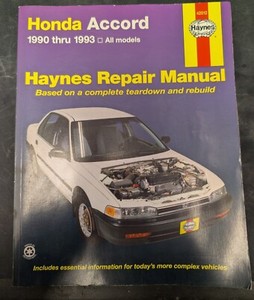 Honda Accord
1990 thru 1993 □ All models
Haynes
Haynes Repair Manual
Based on a complete teardown and rebuild
Includes essential information for today's more complex vehicles